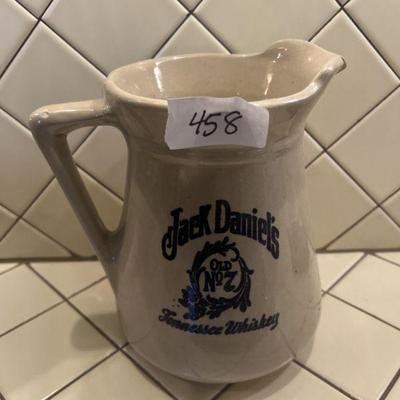 458
Jack Daniel's
OLD
No 7
Tennessee Whiskey